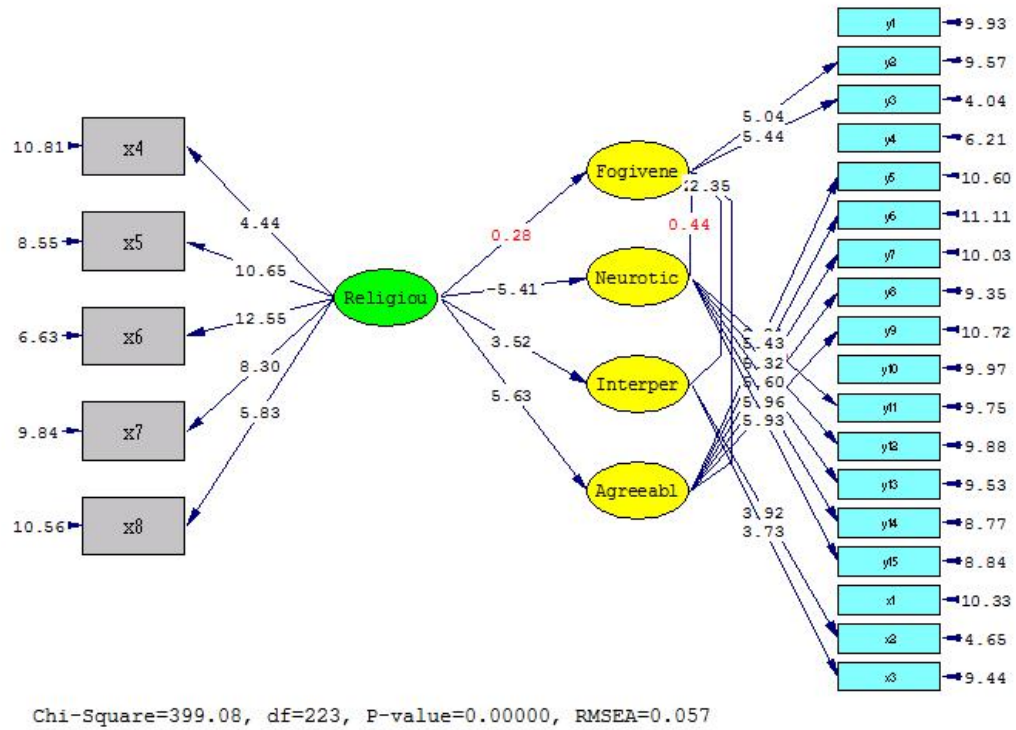 y1 9.93
y2 9.57
y3 4.04
y4 6.21
y5 10.60
y6 11.11
y7 10.03
y8 9.35
y9 10.72
y10 9.97
y11 9.75
y12 9.88
y13 9.53
y14 8.77
y15 8.84
x1 10.33
x2 4.65
x3 9.44
10.81 x4
8.55 x5
6.63 x6
9.84 x7
10.56 x8
4.44
10.65
12.55
8.30
5.83
Religiou
0.28
-5.41
3.52
5.63
Fogivene
Neurotic
Interper
Agreeabl
5.04
5.44
2.35
0.44
5.43
5.32
5.60
5.96
5.93
3.92
3.73
Chi-Square=399.08, df=223, P-value=0.00000, RMSEA=0.057